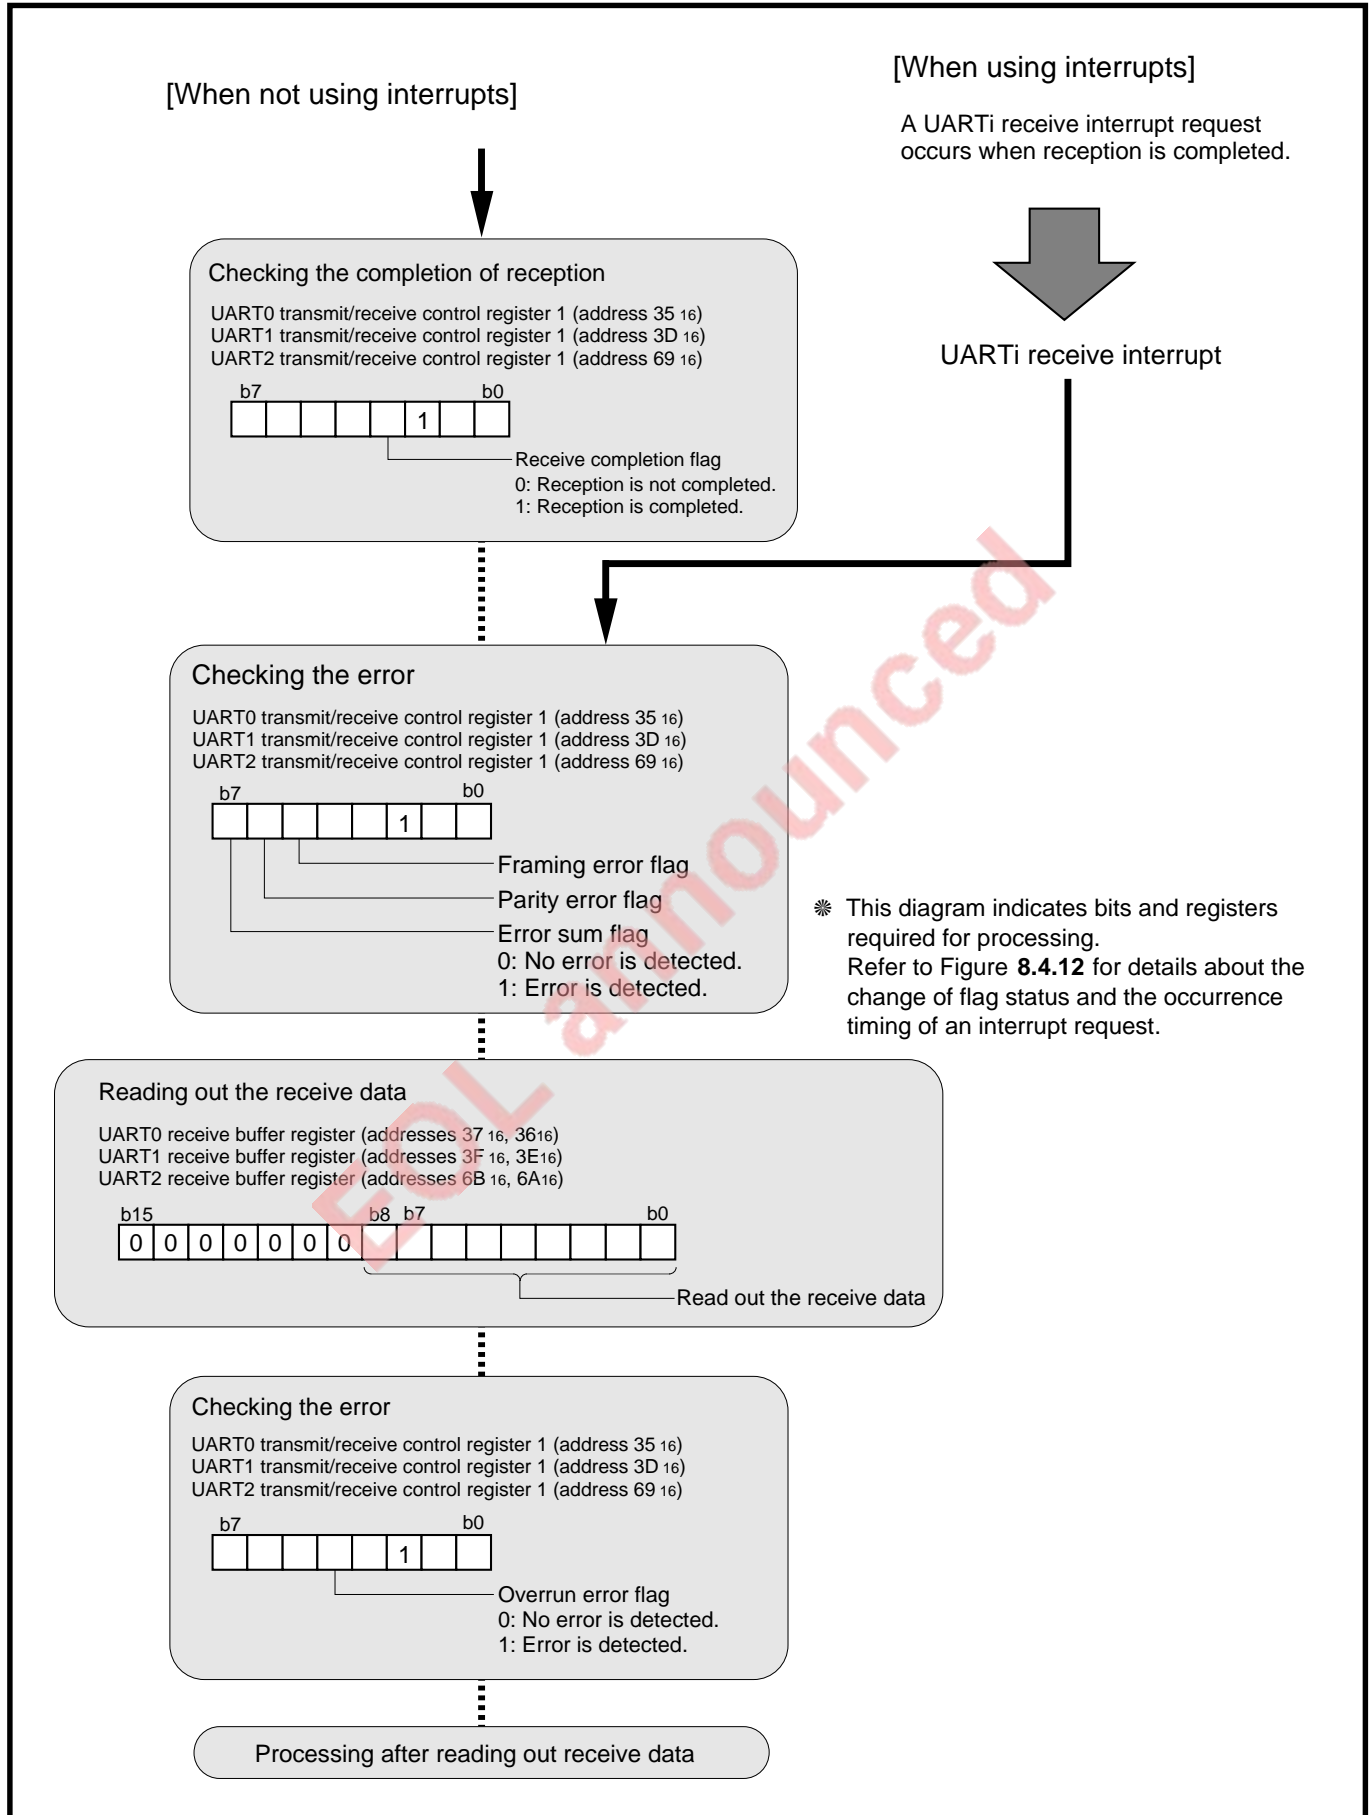 [When not using interrupts]
[When using interrupts]
A UARTi receive interrupt request
occurs when reception is completed.
UARTi receive interrupt
Checking the completion of reception
UART0 transmit/receive control register 1 (address 35 16)
UART1 transmit/receive control register 1 (address 3D 16)
UART2 transmit/receive control register 1 (address 69 16)
b7 b0
1
Receive completion flag
0: Reception is not completed.
1: Reception is completed.
Checking the error
UART0 transmit/receive control register 1 (address 35 16)
UART1 transmit/receive control register 1 (address 3D 16)
UART2 transmit/receive control register 1 (address 69 16)
b7 b0
1
Framing error flag
Parity error flag
Error sum flag
0: No error is detected.
1: Error is detected.
❋ This diagram indicates bits and registers
required for processing.
Refer to Figure 8.4.12 for details about the
change of flag status and the occurrence
timing of an interrupt request.
Reading out the receive data
UART0 receive buffer register (addresses 37 16, 3616)
UART1 receive buffer register (addresses 3F 16, 3E16)
UART2 receive buffer register (addresses 6B 16, 6A16)
b15 b8 b7 b0
0 0 0 0 0 0 0
Read out the receive data
Checking the error
UART0 transmit/receive control register 1 (address 35 16)
UART1 transmit/receive control register 1 (address 3D 16)
UART2 transmit/receive control register 1 (address 69 16)
b7 b0
1
Overrun error flag
0: No error is detected.
1: Error is detected.
Processing after reading out receive data
EOL announced